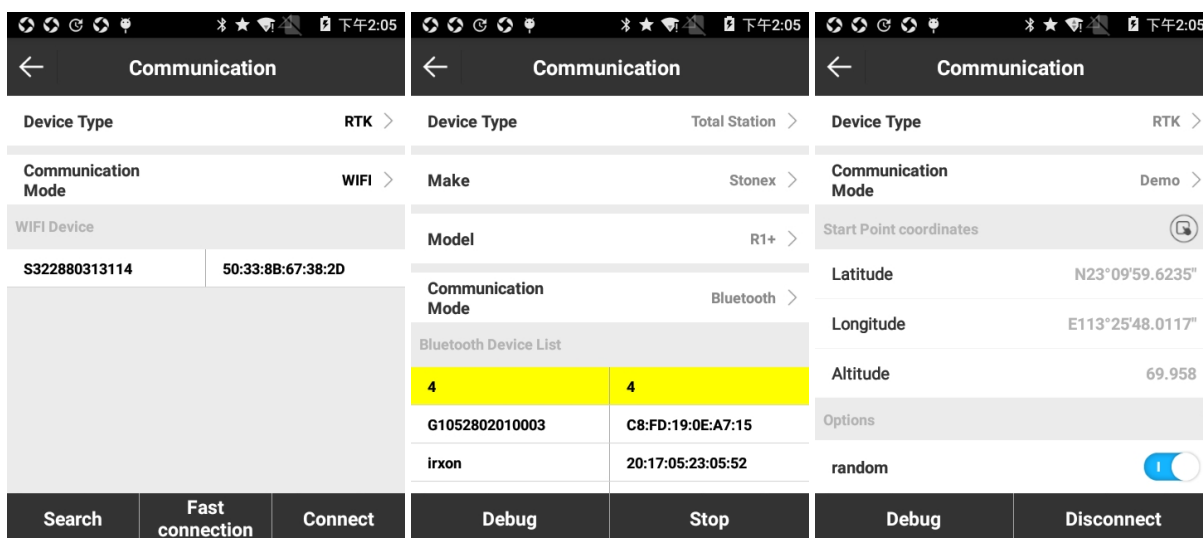 下午2:05
Communication
Device Type RTK
Communication
Mode WIFI
WIFI Device
S322880313114 50:33:8B:67:38:2D
Search Fast
connection Connect
下午2:05
Communication
Device Type Total Station
Make Stonex
Model R1+
Communication
Mode Bluetooth
Bluetooth Device List
4 4
G1052802010003 C8:FD:19:0E:A7:15
irxon 20:17:05:23:05:52
Debug Stop
下午2:05
Communication
Device Type RTK
Communication
Mode Demo
Start Point coordinates
Latitude N23°09'59.6235"
Longitude E113°25'48.0117"
Altitude 69.958
Options
random
Debug Disconnect